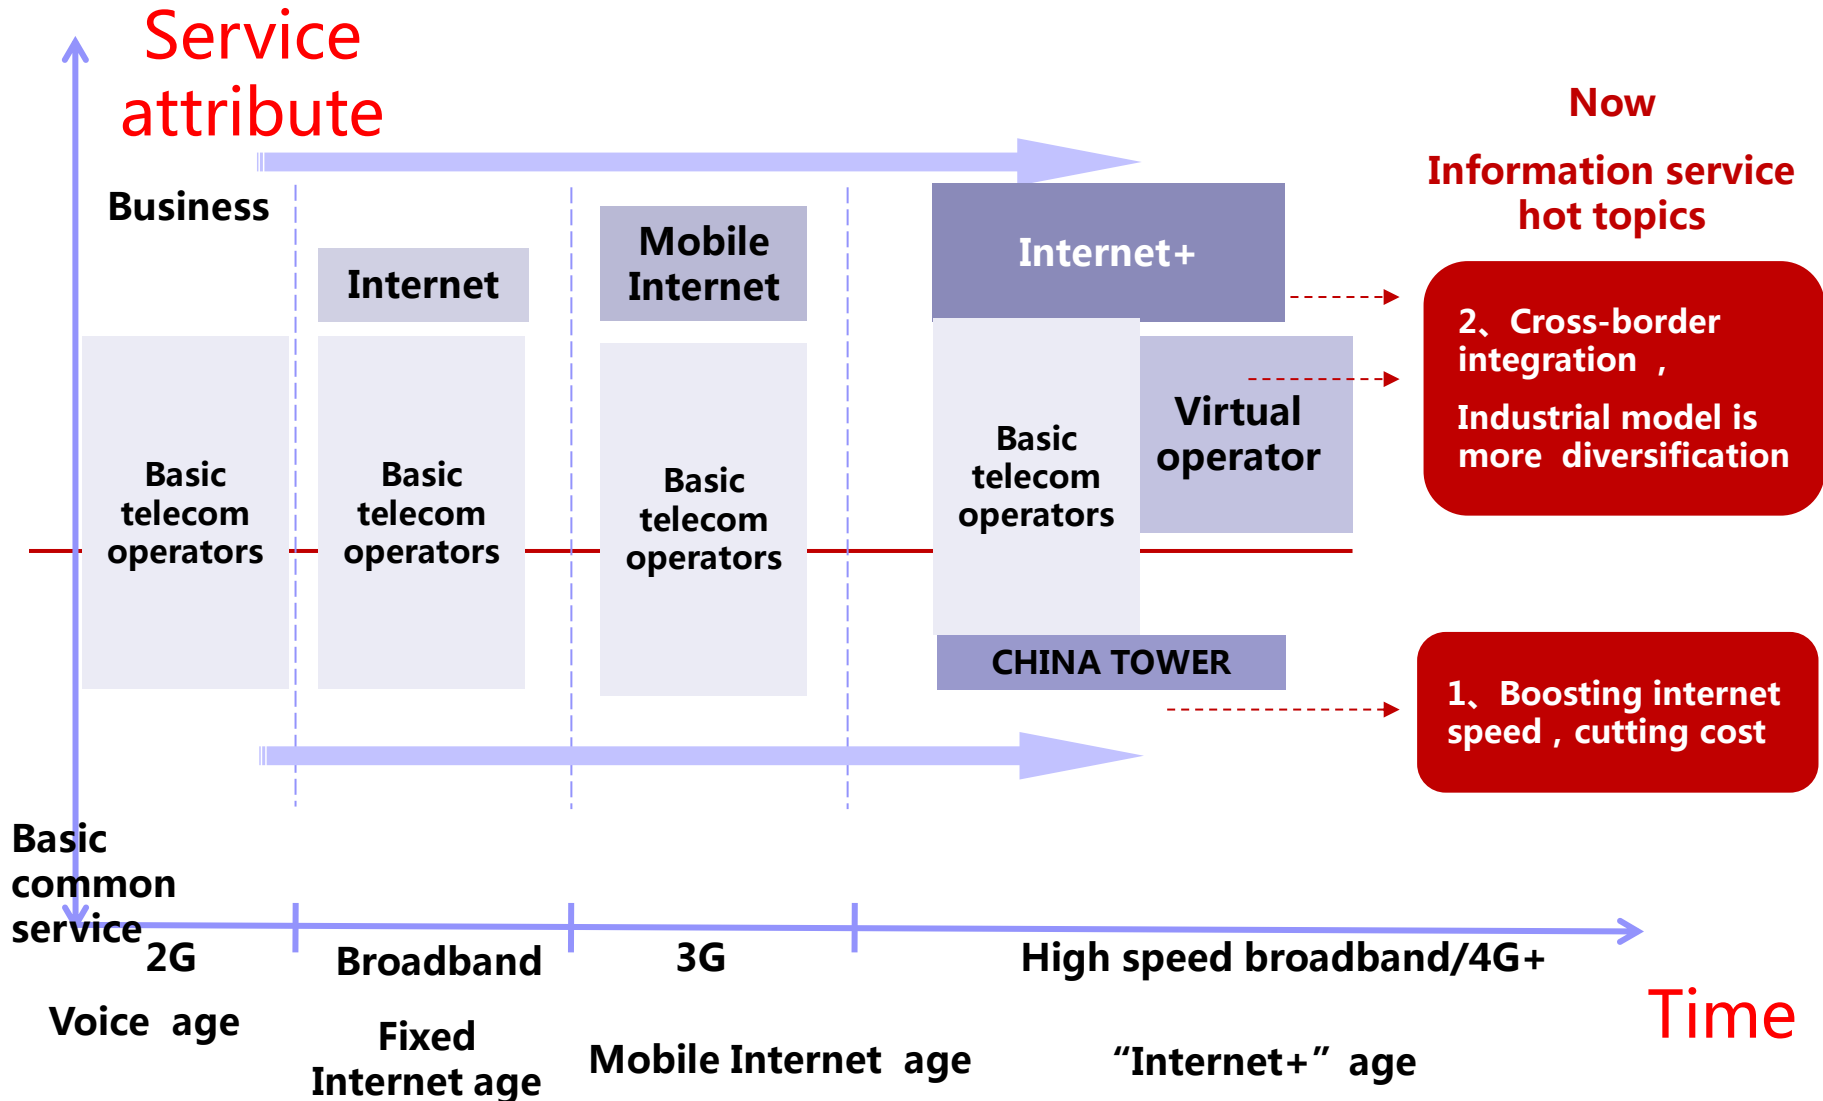 Service
attribute
Business
Internet
Mobile
Internet
Internet+
Basic
telecom
operators
Basic
telecom
operators
Basic
telecom
operators
Basic
telecom
operators
Virtual
operator
CHINA TOWER
Now
Information service
hot topics
2、Cross-border
integration ，
Industrial model is
more diversification
1、Boosting internet
speed，cutting cost
Basic
common
service
2G
Broadband
3G
High speed broadband/4G+
Time
Voice age
Fixed
Internet age
Mobile Internet age
“Internet+” age